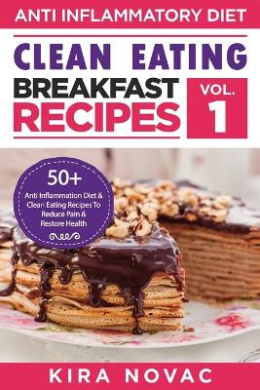 ANTI INFLAMMATORY DIET
CLEAN EATING
BREAKFAST
RECIPES
VOL.
1
50+
Anti Inflammation Diet &
Clean Eating Recipes To
Reduce Pain &
Restore Health
KIRA NOVAC